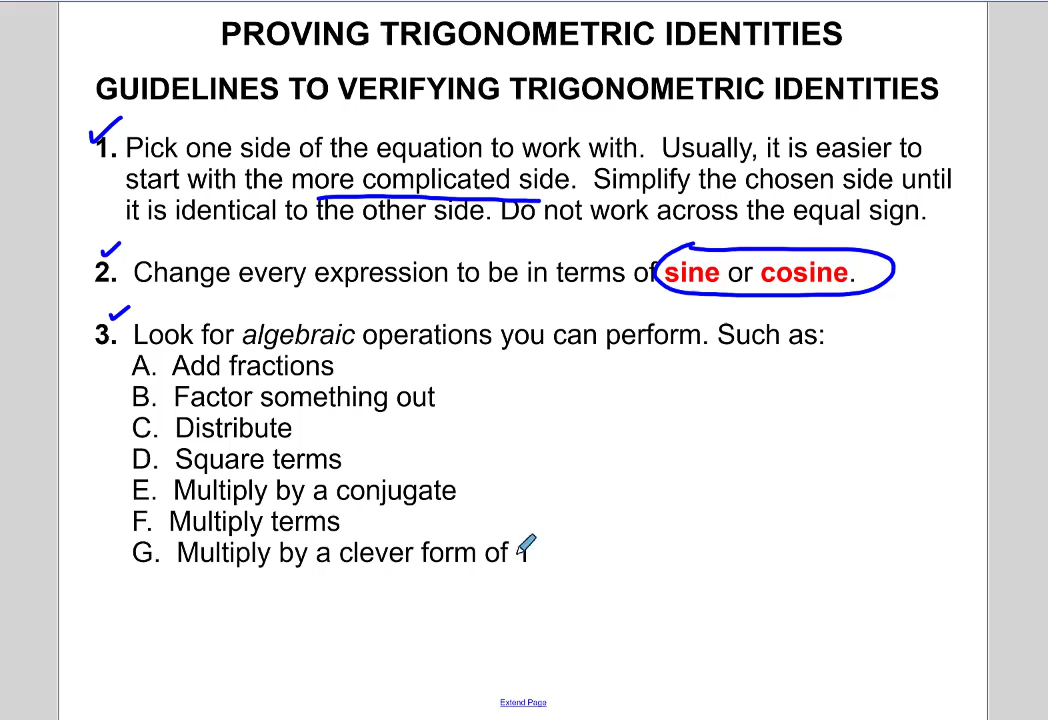 PROVING TRIGONOMETRIC IDENTITIES
GUIDELINES TO VERIFYING TRIGONOMETRIC IDENTITIES
1. Pick one side of the equation to work with. Usually, it is easier to
start with the more complicated side. Simplify the chosen side until
it is identical to the other side. Do not work across the equal sign.
2. Change every expression to be in terms of sine or cosine.
3. Look for algebraic operations you can perform. Such as:
A. Add fractions
B. Factor something out
C. Distribute
D. Square terms
E. Multiply by a conjugate
F. Multiply terms
G. Multiply by a clever form of 1
Extend Page